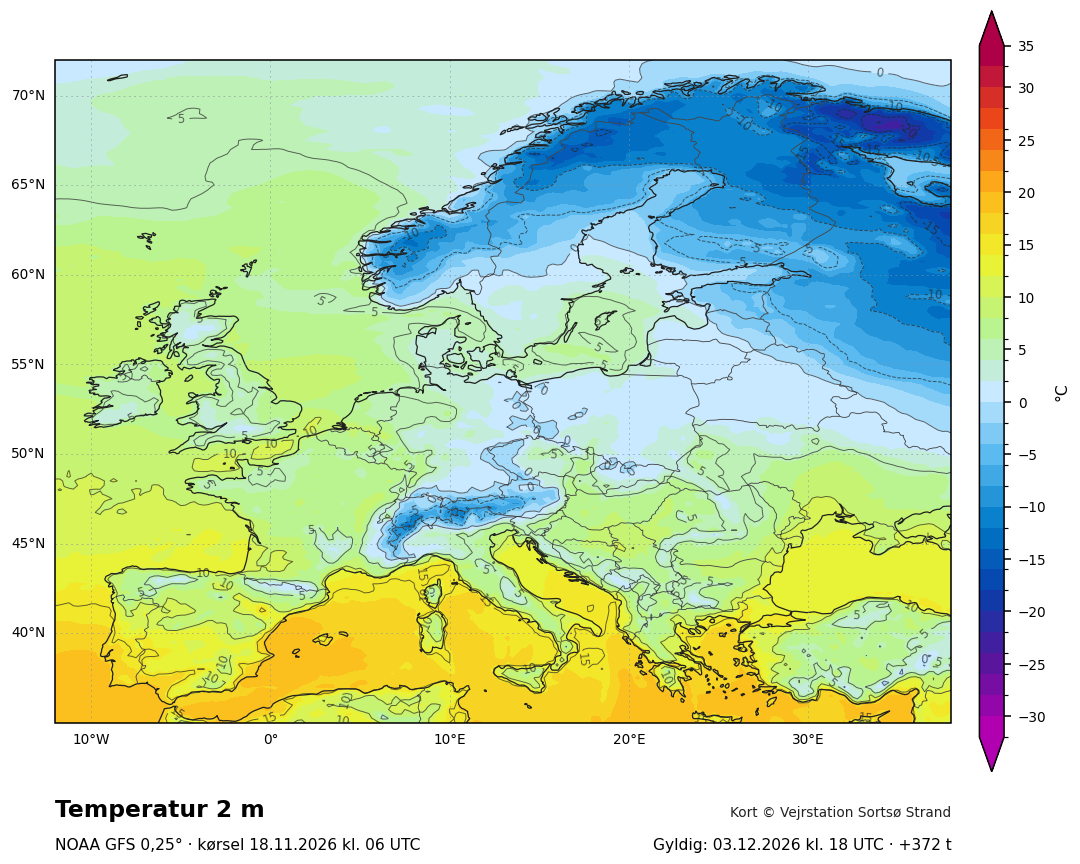 35
30
25
20
15
10
5
0
−5
−10
−15
−20
−25
−30
°C
70°N
65°N
60°N
55°N
50°N
45°N
40°N
10°W 0° 10°E 20°E 30°E
Temperatur 2 m
Kort © Vejrstation Sortsø Strand
NOAA GFS 0,25° · kørsel 18.11.2026 kl. 06 UTC
Gyldig: 03.12.2026 kl. 18 UTC · +372 t